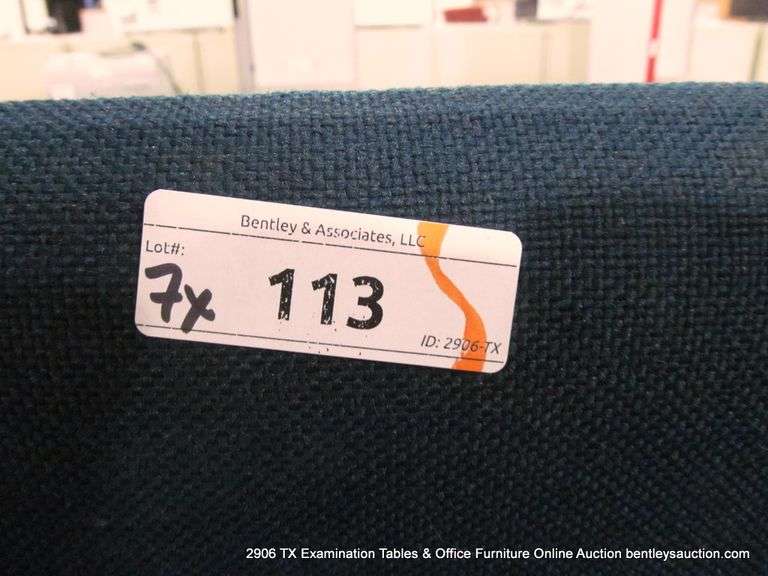 Bentley & Associates, LLC
Lot#:
7x 113
ID: 2906-TX
2906 TX Examination Tables & Office Furniture Online Auction bentleysauction.com